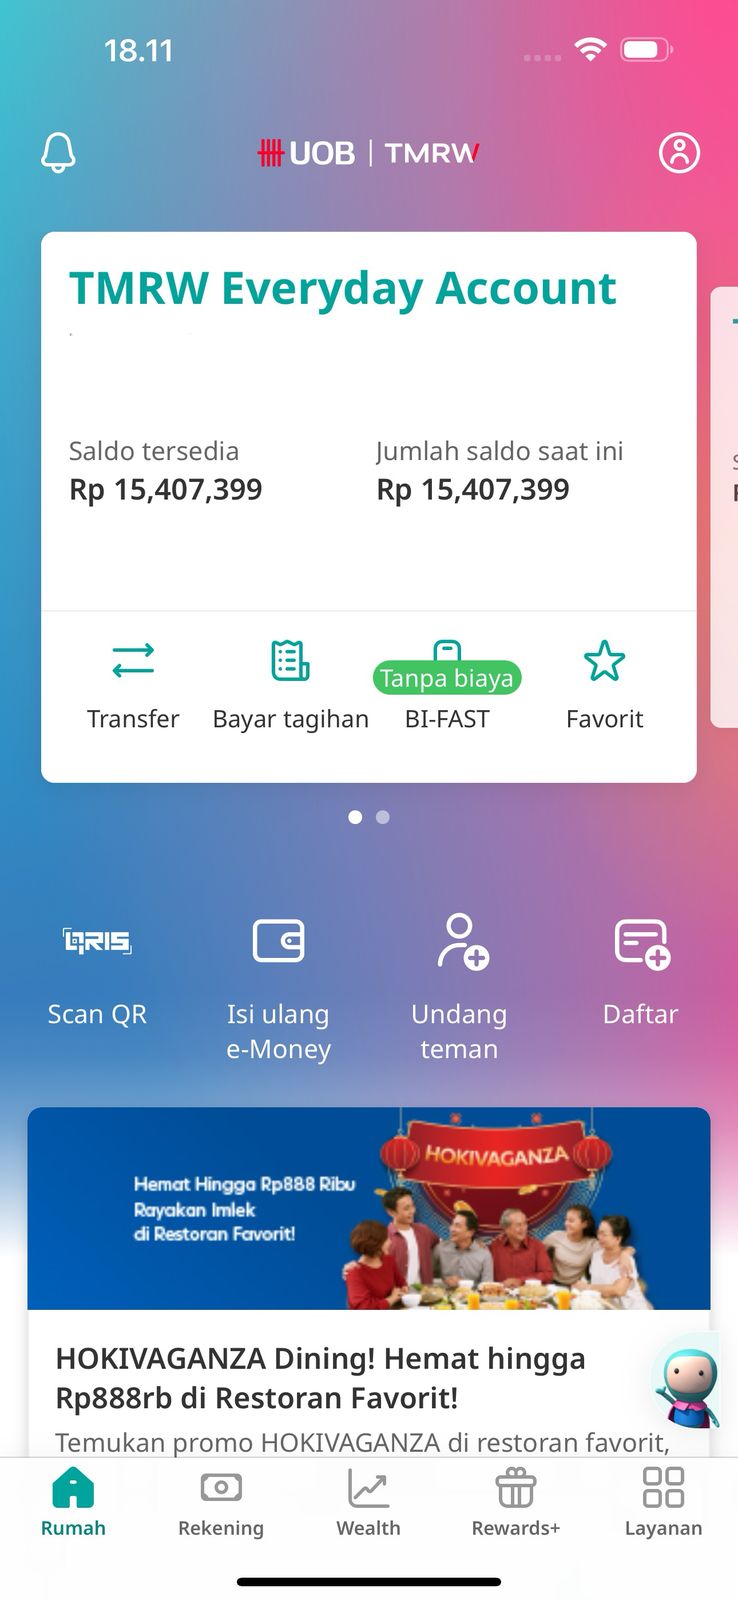 18.11
UOB | TMRW
TMRW Everyday Account
Saldo tersedia
Jumlah saldo saat ini
Rp 15,407,399
Rp 15,407,399
Tanpa biaya
Transfer
Bayar tagihan
BI-FAST
Favorit
QRIS
Scan QR
Isi ulang
e-Money
Undang
teman
Daftar
HOKIVAGANZA
Hemat Hingga Rp888 Ribu
Rayakan Imlek
di Restoran Favorit!
HOKIVAGANZA Dining! Hemat hingga
Rp888rb di Restoran Favorit!
Temukan promo HOKIVAGANZA di restoran favorit,
Rumah
Rekening
Wealth
Rewards+
Layanan